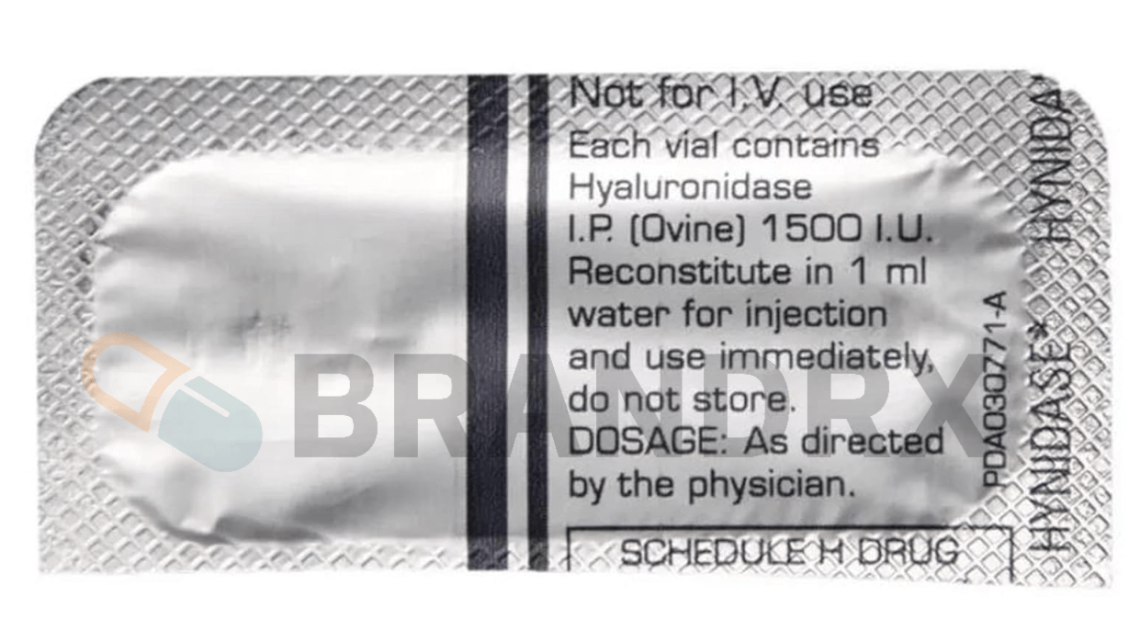 Not for I.V. use
Each vial contains
Hyaluronidase
I.P. (Ovine) 1500 I.U.
Reconstitute in 1 ml
water for injection
and use immediately,
do not store.
DOSAGE: As directed
by the physician.
SCHEDULE H DRUG
PDA030771-A
HYNIDASE* HYNIDA
BRANDRX